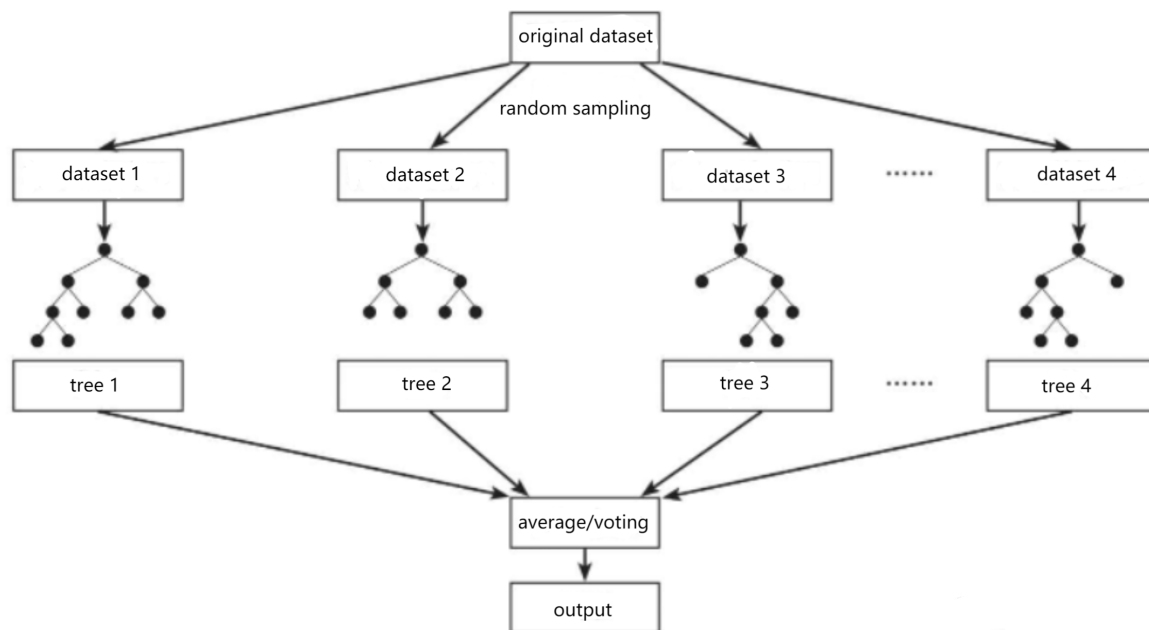 original dataset
random sampling
dataset 1
dataset 2
dataset 3
......
dataset 4
tree 1
tree 2
tree 3
......
tree 4
average/voting
output